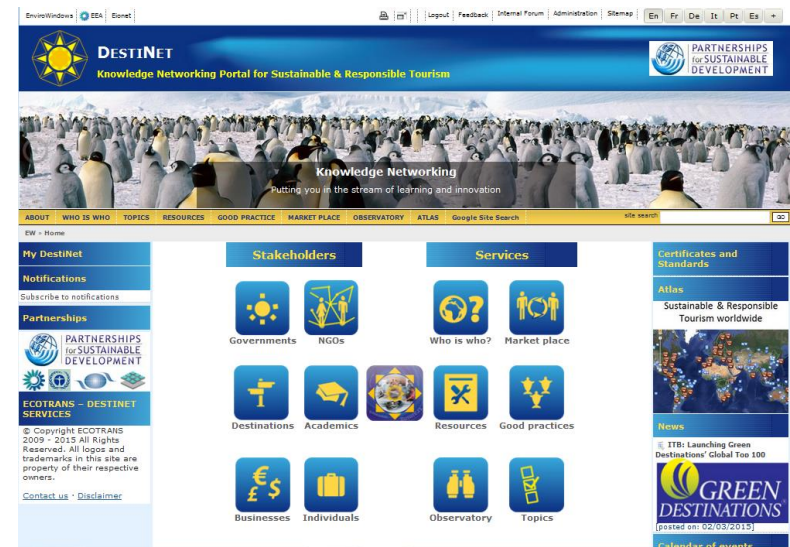 EnviroWindows EEA Eionet
Logout Feedback Internal Forum Administration Sitemap En Fr De It Pt Es +
DESTINET
Knowledge Networking Portal for Sustainable & Responsible Tourism
PARTNERSHIPS
for SUSTAINABLE
DEVELOPMENT
Knowledge Networking
Putting you in the stream of learning and innovation
ABOUT WHO IS WHO TOPICS RESOURCES GOOD PRACTICE MARKET PLACE OBSERVATORY ATLAS Google Site Search site search GO
EW » Home
My DestiNet
Notifications
Subscribe to notifications
Partnerships
PARTNERSHIPS
for SUSTAINABLE
DEVELOPMENT
ECOTRANS – DESTINET
SERVICES
© Copyright ECOTRANS
2009 - 2015 All Rights
Reserved. All logos and
trademarks in this site are
property of their respective
owners.
Contact us · Disclaimer
Stakeholders
Governments NGOs
Destinations Academics
Businesses Individuals
Services
Who is who? Market place
Resources Good practices
Observatory Topics
Certificates and
Standards
Atlas
Sustainable & Responsible
Tourism worldwide
News
ITB: Launching Green
Destinations' Global Top 100
GREEN
DESTINATIONS
[posted on: 02/03/2015]
Calendar of events